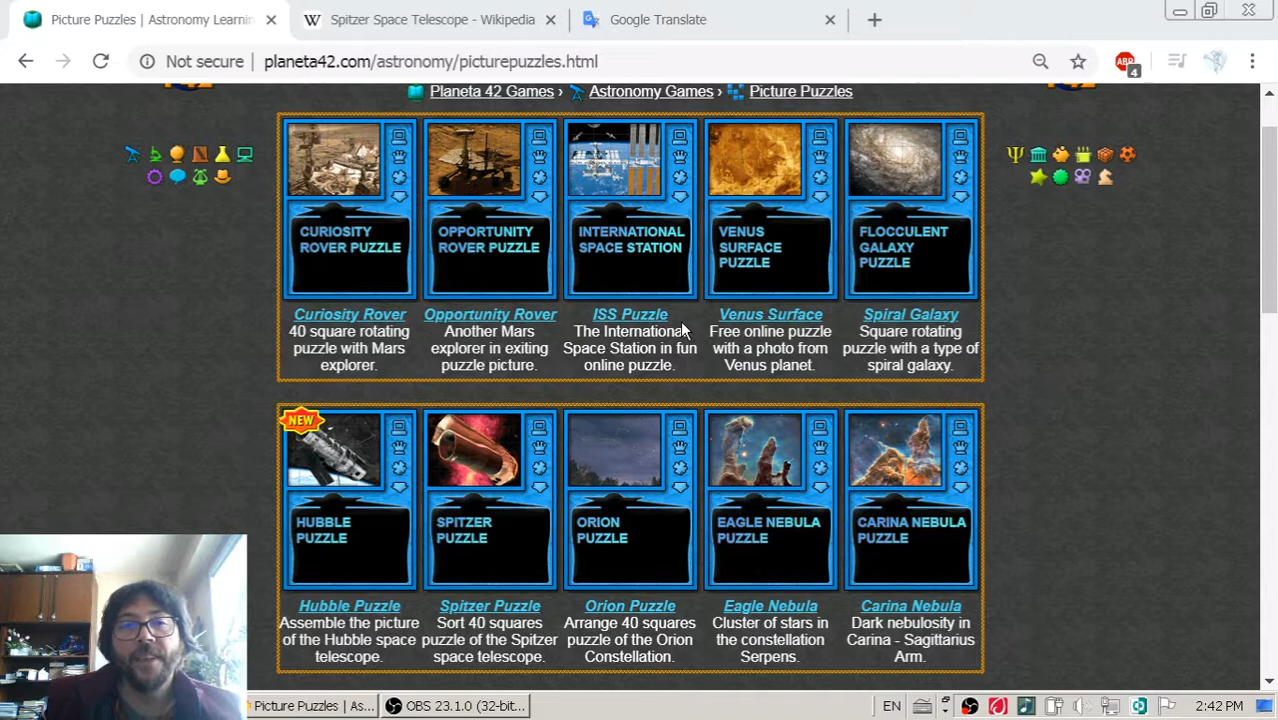 Picture Puzzles | Astronomy Learnin
Spitzer Space Telescope - Wikipedia
Google Translate
Not secure
planeta42.com/astronomy/picturepuzzles.html
ABP
4
Planeta 42 Games › Astronomy Games › Picture Puzzles
CURIOSITY
ROVER PUZZLE
OPPORTUNITY
ROVER PUZZLE
INTERNATIONAL
SPACE STATION
VENUS
SURFACE
PUZZLE
FLOCCULENT
GALAXY
PUZZLE
Curiosity Rover
40 square rotating
puzzle with Mars
explorer.
Opportunity Rover
Another Mars
explorer in exiting
puzzle picture.
ISS Puzzle
The International
Space Station in fun
online puzzle.
Venus Surface
Free online puzzle
with a photo from
Venus planet.
Spiral Galaxy
Square rotating
puzzle with a type of
spiral galaxy.
NEW
HUBBLE
PUZZLE
SPITZER
PUZZLE
ORION
PUZZLE
EAGLE NEBULA
PUZZLE
CARINA NEBULA
PUZZLE
Hubble Puzzle
Assemble the picture
of the Hubble space
telescope.
Spitzer Puzzle
Sort 40 squares
puzzle of the Spitzer
space telescope.
Orion Puzzle
Arrange 40 squares
puzzle of the Orion
Constellation.
Eagle Nebula
Cluster of stars in
the constellation
Serpens.
Carina Nebula
Dark nebulosity in
Carina - Sagittarius
Arm.
Picture Puzzles | As...
OBS 23.1.0 (32-bit...
EN
2:42 PM